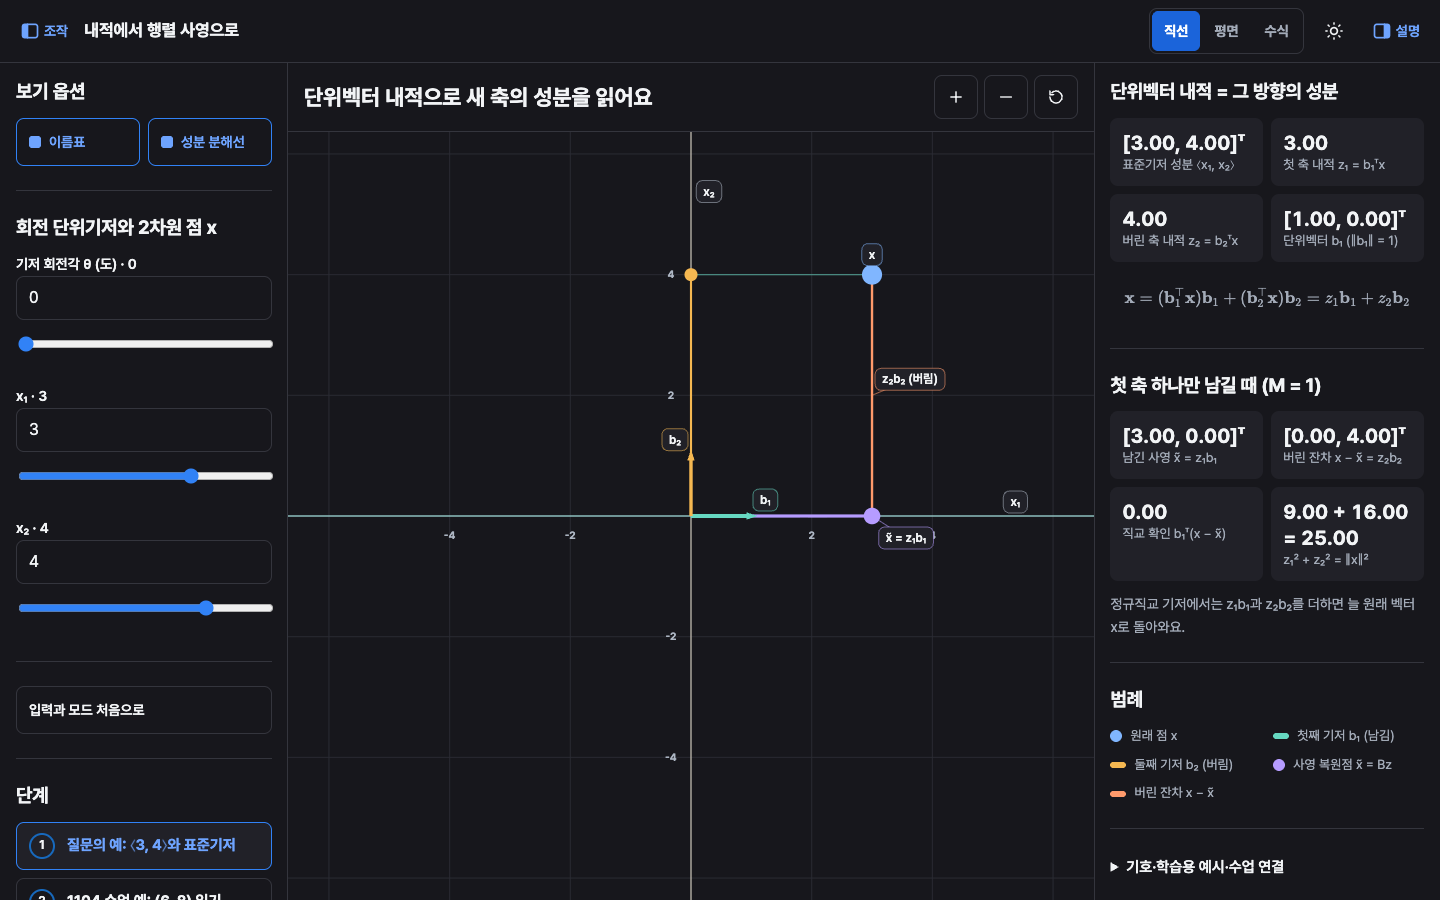 조작
내적에서 행렬 사영으로
직선
평면
수식
설명
보기 옵션
이름표
성분 분해선
회전 단위기저와 2차원 점 x
기저 회전각 θ (도) · 0
0
x₁ · 3
3
x₂ · 4
4
입력과 모드 처음으로
단계
1 질문의 예: ⟨3, 4⟩와 표준기저
단위벡터 내적으로 새 축의 성분을 읽어요
x₂
x
4
z₂b₂ (버림)
2
b₂
b₁
x₁
-4
-2
2
x̃ = z₁b₁
-2
-4
단위벡터 내적 = 그 방향의 성분
[3.00, 4.00]ᵀ
표준기저 성분 ⟨x₁, x₂⟩
3.00
첫 축 내적 z₁ = b₁ᵀx
4.00
버린 축 내적 z₂ = b₂ᵀx
[1.00, 0.00]ᵀ
단위벡터 b₁ (‖b₁‖ = 1)
x = (b₁⊤x)b₁ + (b₂⊤x)b₂ = z₁b₁ + z₂b₂
첫 축 하나만 남길 때 (M = 1)
[3.00, 0.00]ᵀ
남긴 사영 x̃ = z₁b₁
[0.00, 4.00]ᵀ
버린 잔차 x − x̃ = z₂b₂
0.00
직교 확인 b₁ᵀ(x − x̃)
9.00 + 16.00
= 25.00
z₁² + z₂² = ‖x‖²
정규직교 기저에서는 z₁b₁과 z₂b₂를 더하면 늘 원래 벡터
x로 돌아와요.
범례
원래 점 x
첫째 기저 b₁ (남김)
둘째 기저 b₂ (버림)
사영 복원점 x̃ = Bz
버린 잔차 x − x̃
기호·학습용 예시·수업 연결